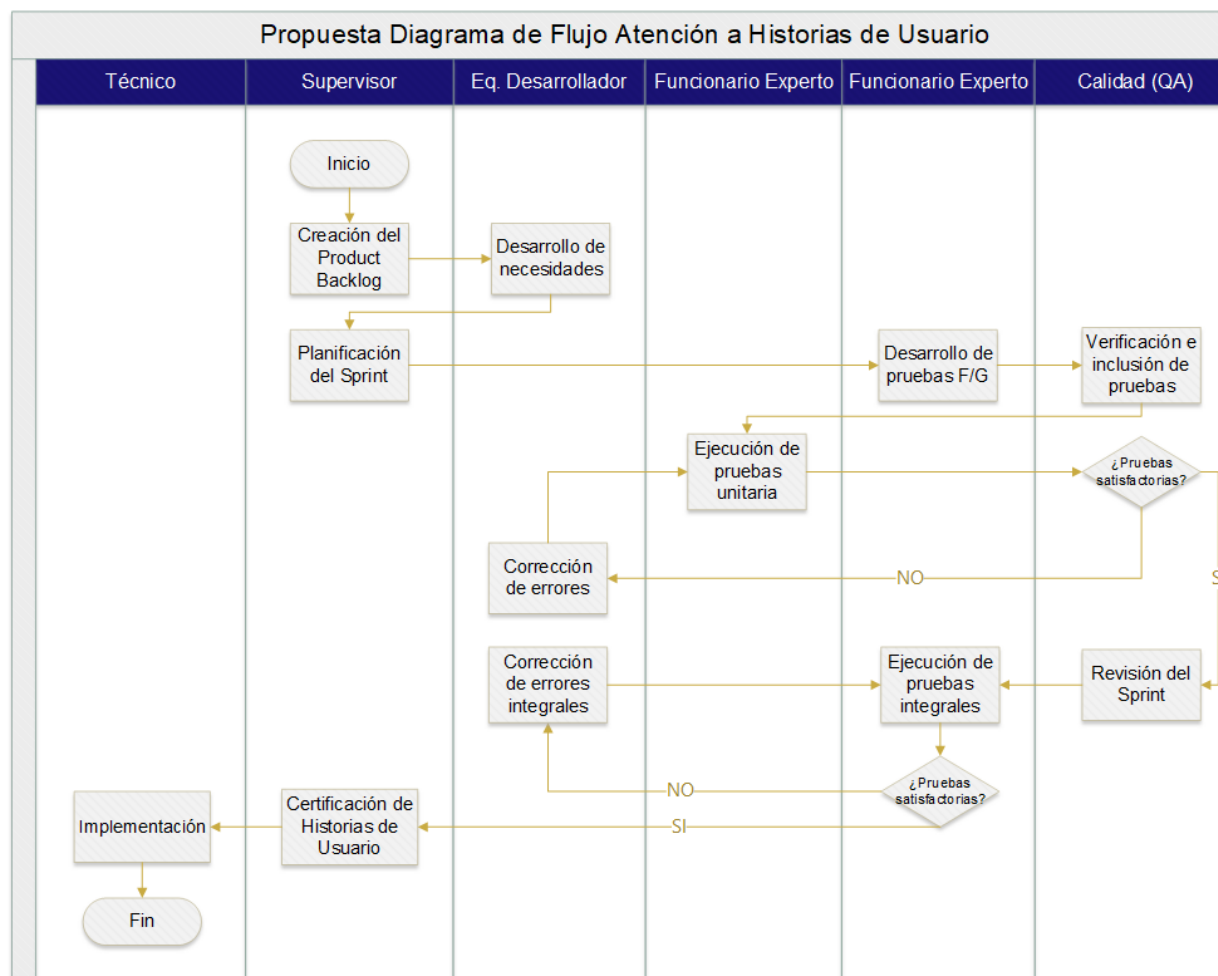 Propuesta Diagrama de Flujo Atención a Historias de Usuario
Técnico
Supervisor
Eq. Desarrollador
Funcionario Experto
Funcionario Experto
Calidad (QA)
Inicio
Creación del
Product
Backlog
Desarrollo de
necesidades
Planificación
del Sprint
Desarrollo de
pruebas F/G
Verificación e
inclusión de
pruebas
Ejecución de
pruebas
unitaria
¿Pruebas
satisfactorias?
Corrección
de errores
NO
Corrección
de errores
integrales
Ejecución de
pruebas
integrales
Revisión del
Sprint
¿Pruebas
satisfactorias?
NO
SI
Implementación
Certificación de
Historias de
Usuario
Fin